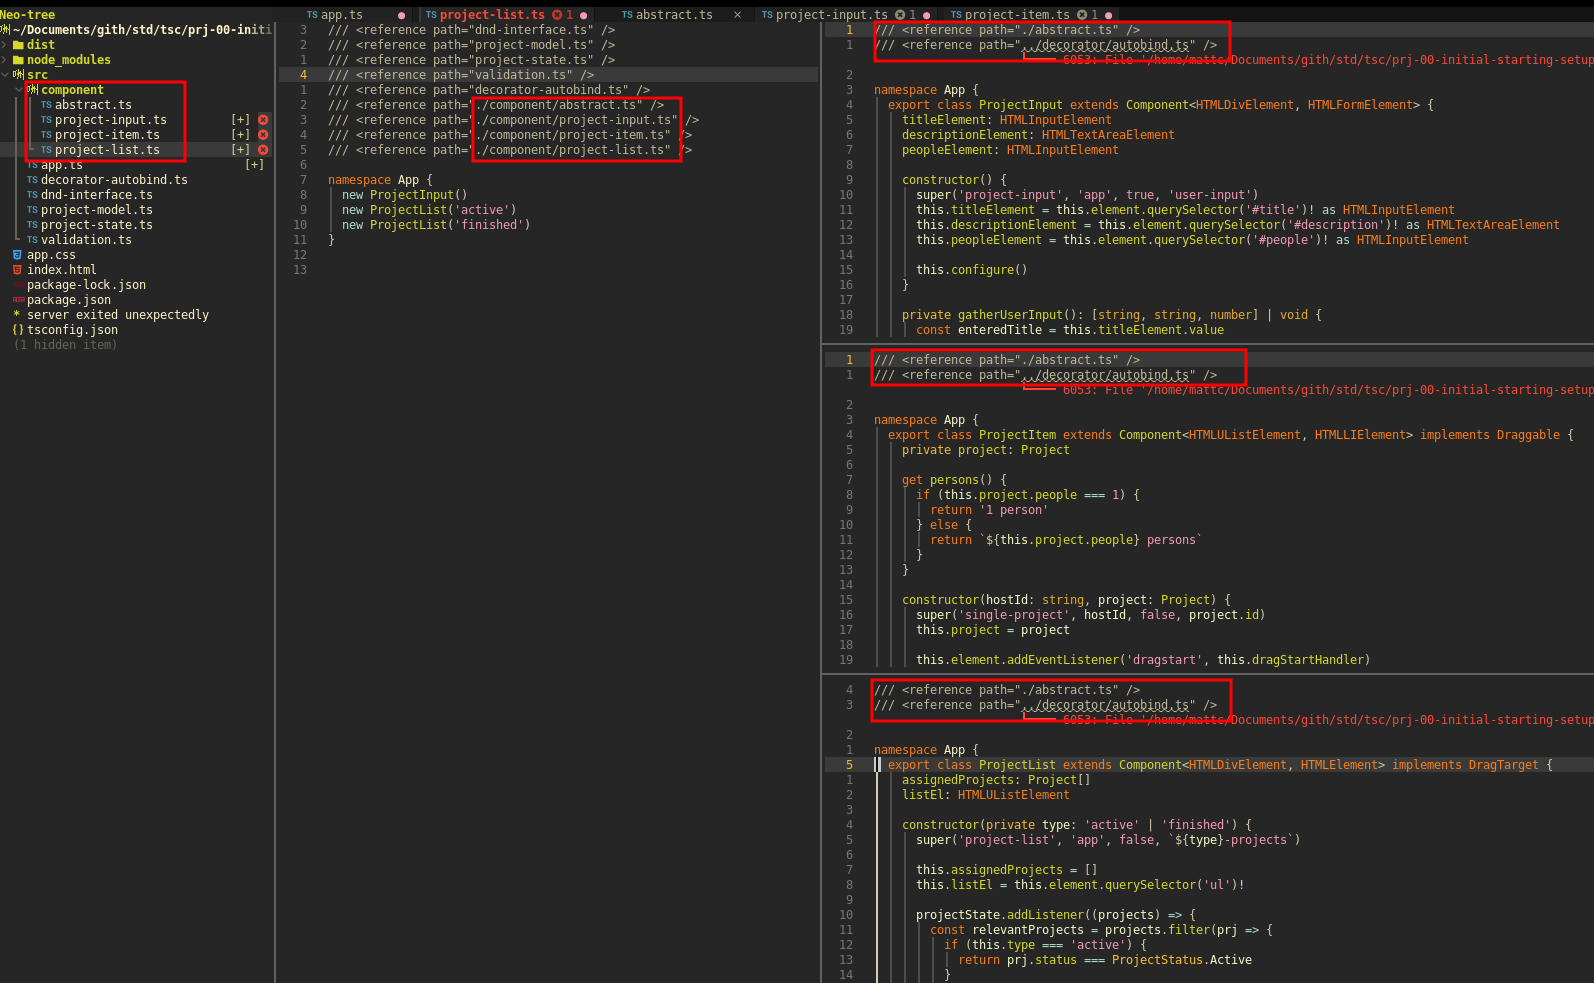 Neo-tree
~/Documents/gith/std/tsc/prj-00-initi
dist
node_modules
src
component
TS abstract.ts
TS project-input.ts [+]
TS project-item.ts [+]
TS project-list.ts [+]
TS app.ts [+]
TS decorator-autobind.ts
TS dnd-interface.ts
TS project-model.ts
TS project-state.ts
TS validation.ts
app.css
index.html
package-lock.json
package.json
* server exited unexpectedly
{} tsconfig.json
(1 hidden item)
TS app.ts ● TS project-list.ts 1 ● TS abstract.ts × TS project-input.ts 1 ● TS project-item.ts 1 ●
3 /// <reference path="dnd-interface.ts" />
2 /// <reference path="project-model.ts" />
1 /// <reference path="project-state.ts" />
4 /// <reference path="validation.ts" />
1 /// <reference path="decorator-autobind.ts" />
2 /// <reference path="./component/abstract.ts" />
3 /// <reference path="./component/project-input.ts" />
4 /// <reference path="./component/project-item.ts" />
5 /// <reference path="./component/project-list.ts" />
6
7 namespace App {
8 new ProjectInput()
9 new ProjectList('active')
10 new ProjectList('finished')
11 }
12
13
1 /// <reference path="./abstract.ts" />
1 /// <reference path="../decorator/autobind.ts" />
6053: File '/home/mattc/Documents/gith/std/tsc/prj-00-initial-starting-setup
2
3 namespace App {
4 export class ProjectInput extends Component<HTMLDivElement, HTMLFormElement> {
5 titleElement: HTMLInputElement
6 descriptionElement: HTMLTextAreaElement
7 peopleElement: HTMLInputElement
8
9 constructor() {
10 super('project-input', 'app', true, 'user-input')
11 this.titleElement = this.element.querySelector('#title')! as HTMLInputElement
12 this.descriptionElement = this.element.querySelector('#description')! as HTMLTextAreaElement
13 this.peopleElement = this.element.querySelector('#people')! as HTMLInputElement
14
15 this.configure()
16 }
17
18 private gatherUserInput(): [string, string, number] | void {
19 const enteredTitle = this.titleElement.value
1 /// <reference path="./abstract.ts" />
1 /// <reference path="../decorator/autobind.ts" />
6053: File '/home/mattc/Documents/gith/std/tsc/prj-00-initial-starting-setup
2
3 namespace App {
4 export class ProjectItem extends Component<HTMLUListElement, HTMLLIElement> implements Draggable {
5 private project: Project
6
7 get persons() {
8 if (this.project.people === 1) {
9 return '1 person'
10 } else {
11 return `${this.project.people} persons`
12 }
13 }
14
15 constructor(hostId: string, project: Project) {
16 super('single-project', hostId, false, project.id)
17 this.project = project
18
19 this.element.addEventListener('dragstart', this.dragStartHandler)
4 /// <reference path="./abstract.ts" />
3 /// <reference path="../decorator/autobind.ts" />
6053: File '/home/mattc/Documents/gith/std/tsc/prj-00-initial-starting-setup
2
1 namespace App {
5 export class ProjectList extends Component<HTMLDivElement, HTMLElement> implements DragTarget {
1 assignedProjects: Project[]
2 listEl: HTMLUListElement
3
4 constructor(private type: 'active' | 'finished') {
5 super('project-list', 'app', false, `${type}-projects`)
6
7 this.assignedProjects = []
8 this.listEl = this.element.querySelector('ul')!
9
10 projectState.addListener((projects) => {
11 const relevantProjects = projects.filter(prj => {
12 if (this.type === 'active') {
13 return prj.status === ProjectStatus.Active
14 }